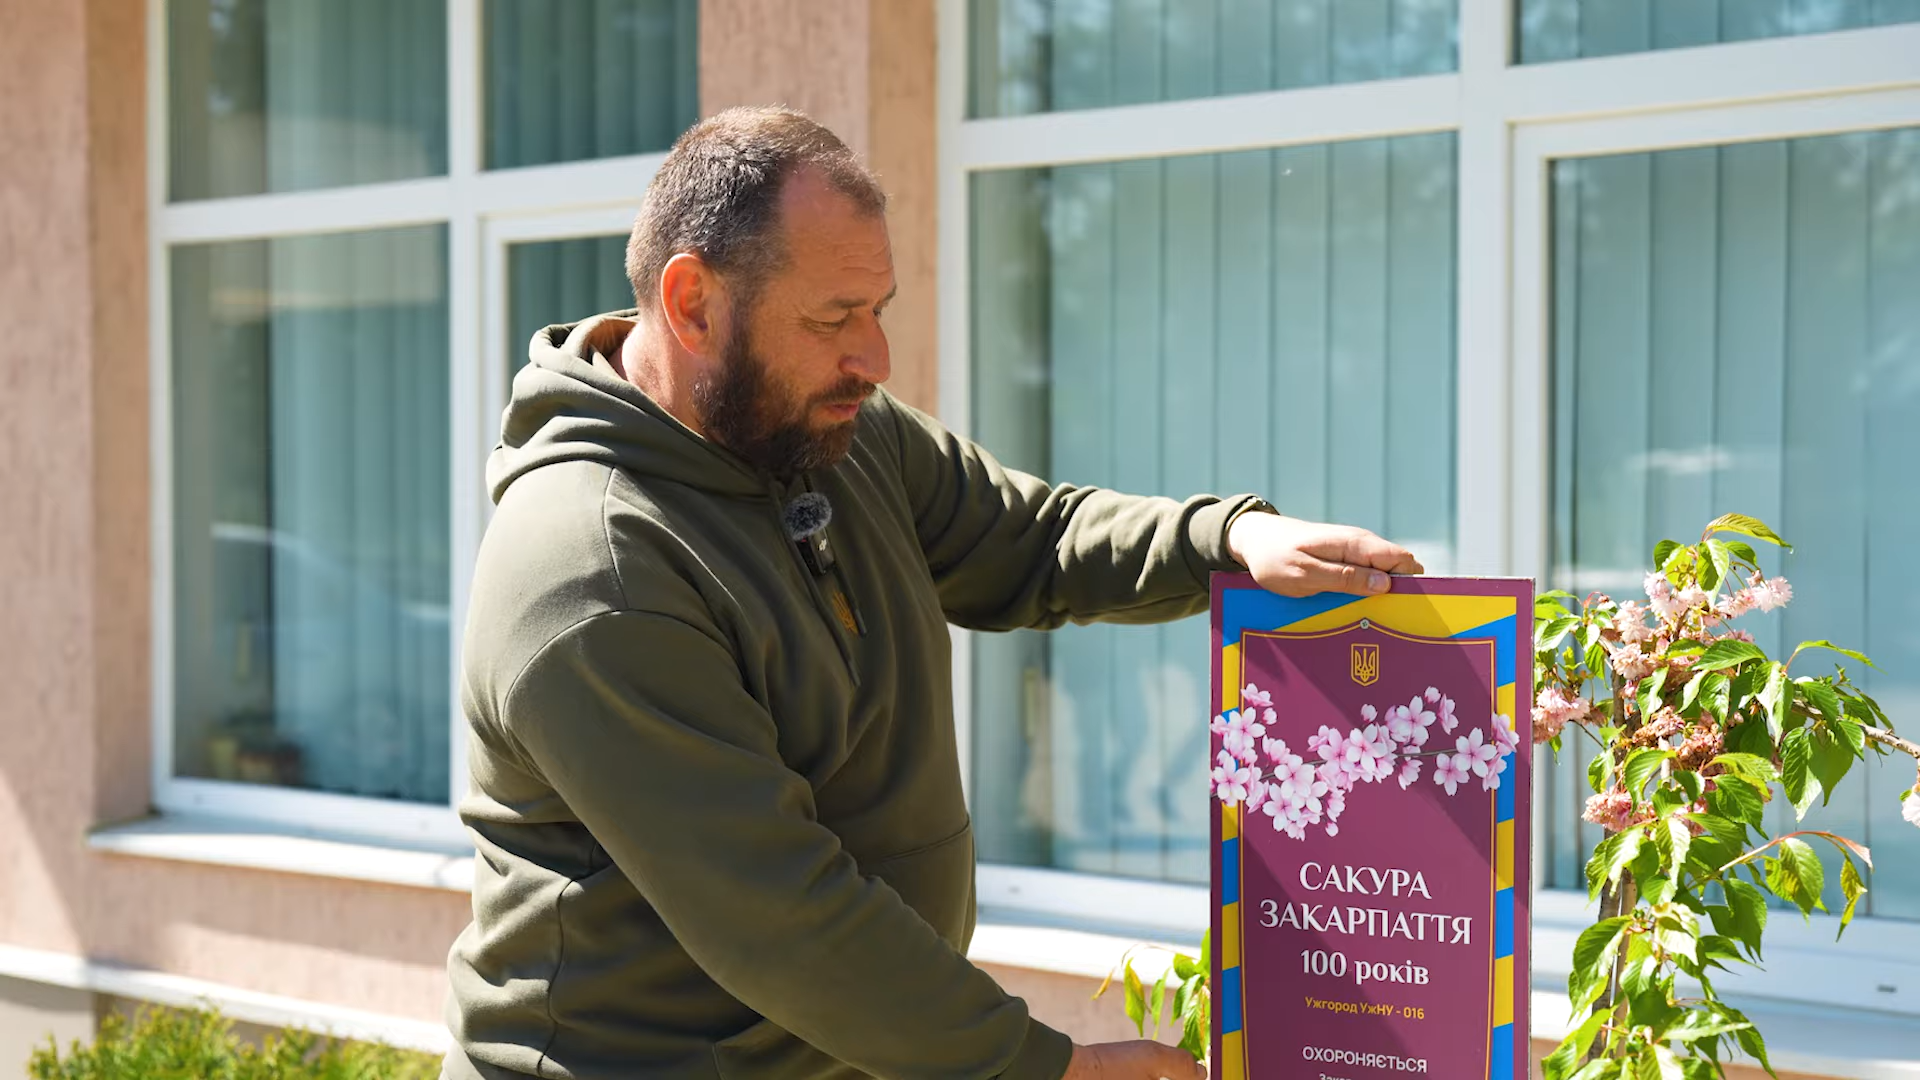 САКУРА
ЗАКАРПАТТЯ
100 років
Ужгород УжНУ - 016
ОХОРОНЯЄТЬСЯ